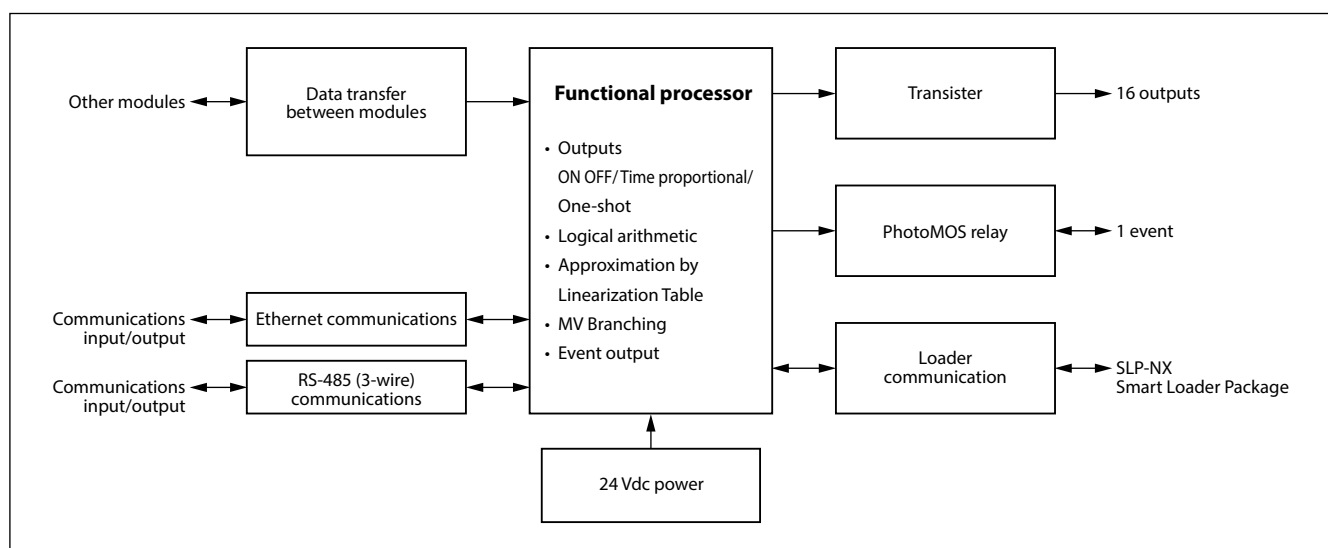 Other modules
Data transfer
between modules
Communications
input/output
Ethernet communications
Communications
input/output
RS-485 (3-wire)
communications
Functional processor
• Outputs
ON OFF/Time proportional/
One-shot
• Logical arithmetic
• Approximation by
Linearization Table
• MV Branching
• Event output
24 Vdc power
Transister
16 outputs
PhotoMOS relay
1 event
Loader
communication
SLP-NX
Smart Loader Package